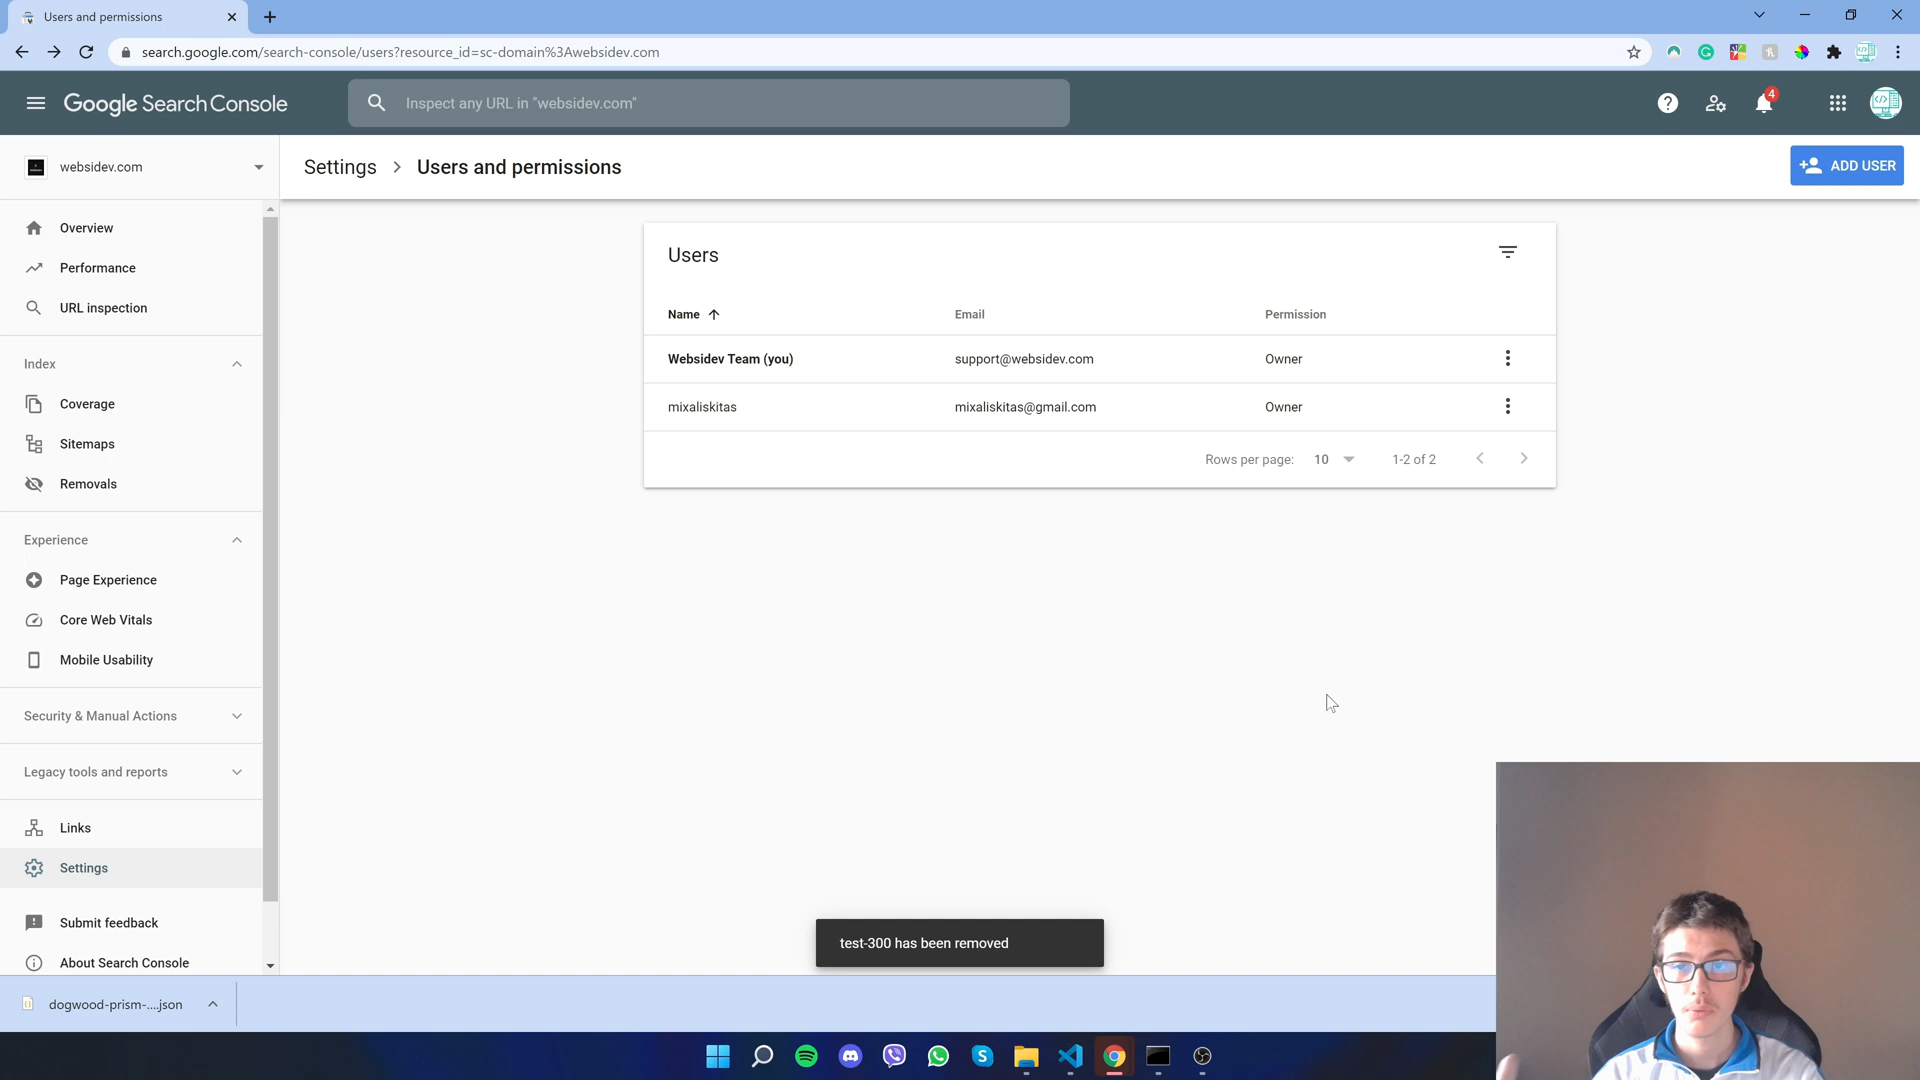 Users and permissions
search.google.com/search-console/users?resource_id=sc-domain%3Awebsidev.com
Google Search Console
Inspect any URL in "websidev.com"
4
websidev.com
Settings > Users and permissions
ADD USER
Overview
Performance
URL inspection
Index
Coverage
Sitemaps
Removals
Experience
Page Experience
Core Web Vitals
Mobile Usability
Security & Manual Actions
Legacy tools and reports
Links
Settings
Submit feedback
About Search Console
Users
Name Email Permission
Websidev Team (you) support@websidev.com Owner
mixaliskitas mixaliskitas@gmail.com Owner
Rows per page: 10 1-2 of 2
test-300 has been removed
dogwood-prism-....json